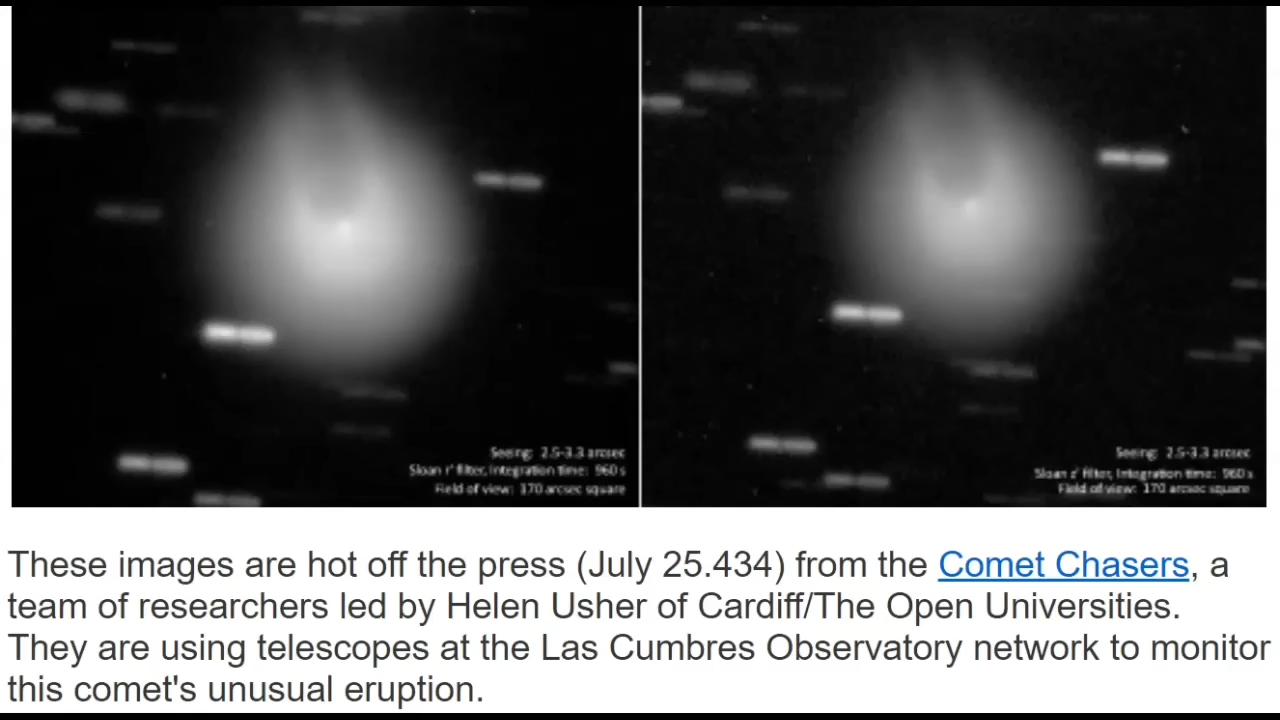 Seeing: 2.5-3.3 arcsec
Sloan r' filter, Integration time: 960 s
Field of view: 170 arcsec square
Seeing: 2.5-3.3 arcsec
Sloan z' filter, Integration time: 960 s
Field of view: 170 arcsec square
These images are hot off the press (July 25.434) from the Comet Chasers, a
team of researchers led by Helen Usher of Cardiff/The Open Universities.
They are using telescopes at the Las Cumbres Observatory network to monitor
this comet's unusual eruption.